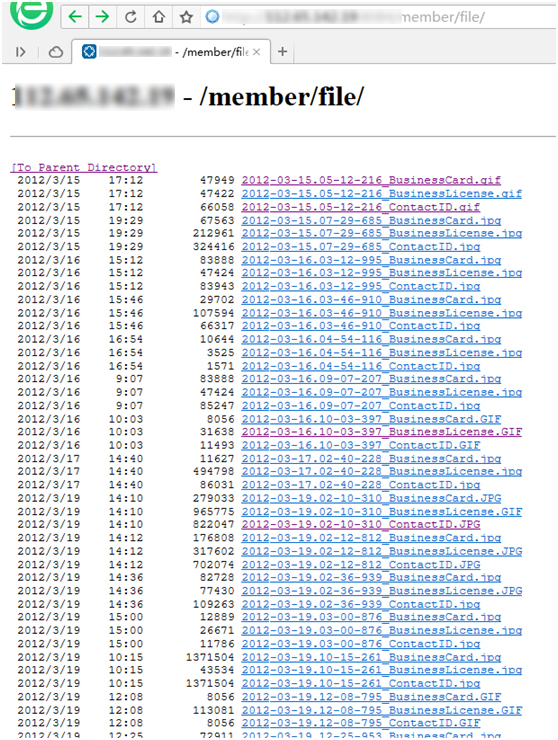 member/file/
- /member/file
- /member/file/
[To Parent Directory]
2012/3/15 17:12 47949 2012-03-15.05-12-216_BusinessCard.gif
2012/3/15 17:12 47422 2012-03-15.05-12-216_BusinessLicense.gif
2012/3/15 17:12 66058 2012-03-15.05-12-216_ContactID.gif
2012/3/15 19:29 67563 2012-03-15.07-29-685_BusinessCard.jpg
2012/3/15 19:29 212961 2012-03-15.07-29-685_BusinessLicense.jpg
2012/3/15 19:29 324416 2012-03-15.07-29-685_ContactID.jpg
2012/3/16 15:12 83888 2012-03-16.03-12-995_BusinessCard.jpg
2012/3/16 15:12 47424 2012-03-16.03-12-995_BusinessLicense.jpg
2012/3/16 15:12 83943 2012-03-16.03-12-995_ContactID.jpg
2012/3/16 15:46 29702 2012-03-16.03-46-910_BusinessCard.jpg
2012/3/16 15:46 107594 2012-03-16.03-46-910_BusinessLicense.jpg
2012/3/16 15:46 66317 2012-03-16.03-46-910_ContactID.jpg
2012/3/16 16:54 10644 2012-03-16.04-54-116_BusinessCard.jpg
2012/3/16 16:54 3525 2012-03-16.04-54-116_BusinessLicense.jpg
2012/3/16 16:54 1571 2012-03-16.04-54-116_ContactID.jpg
2012/3/16 9:07 83888 2012-03-16.09-07-207_BusinessCard.jpg
2012/3/16 9:07 47424 2012-03-16.09-07-207_BusinessLicense.jpg
2012/3/16 9:07 85247 2012-03-16.09-07-207_ContactID.jpg
2012/3/16 10:03 8056 2012-03-16.10-03-397_BusinessCard.GIF
2012/3/16 10:03 31638 2012-03-16.10-03-397_BusinessLicense.GIF
2012/3/16 10:03 11493 2012-03-16.10-03-397_ContactID.GIF
2012/3/17 14:40 11627 2012-03-17.02-40-228_BusinessCard.jpg
2012/3/17 14:40 494798 2012-03-17.02-40-228_BusinessLicense.jpg
2012/3/17 14:40 86031 2012-03-17.02-40-228_ContactID.jpg
2012/3/19 14:10 279033 2012-03-19.02-10-310_BusinessCard.JPG
2012/3/19 14:10 965775 2012-03-19.02-10-310_BusinessLicense.GIF
2012/3/19 14:10 822047 2012-03-19.02-10-310_ContactID.JPG
2012/3/19 14:12 176808 2012-03-19.02-12-812_BusinessCard.jpg
2012/3/19 14:12 317602 2012-03-19.02-12-812_BusinessLicense.JPG
2012/3/19 14:12 702074 2012-03-19.02-12-812_ContactID.JPG
2012/3/19 14:36 82728 2012-03-19.02-36-939_BusinessCard.jpg
2012/3/19 14:36 77430 2012-03-19.02-36-939_BusinessLicense.JPG
2012/3/19 14:36 109263 2012-03-19.02-36-939_ContactID.jpg
2012/3/19 15:00 12889 2012-03-19.03-00-876_BusinessCard.jpg
2012/3/19 15:00 26671 2012-03-19.03-00-876_BusinessLicense.jpg
2012/3/19 15:00 11786 2012-03-19.03-00-876_ContactID.jpg
2012/3/19 10:15 1371504 2012-03-19.10-15-261_BusinessCard.jpg
2012/3/19 10:15 43534 2012-03-19.10-15-261_BusinessLicense.jpg
2012/3/19 10:15 1371504 2012-03-19.10-15-261_ContactID.jpg
2012/3/19 12:08 8056 2012-03-19.12-08-795_BusinessCard.GIF
2012/3/19 12:08 113081 2012-03-19.12-08-795_BusinessLicense.GIF
2012/3/19 12:08 8056 2012-03-19.12-08-795_ContactID.GIF
2012/3/19 12:25 72911 2012-03-19.12-25-953_BusinessCard.jpg